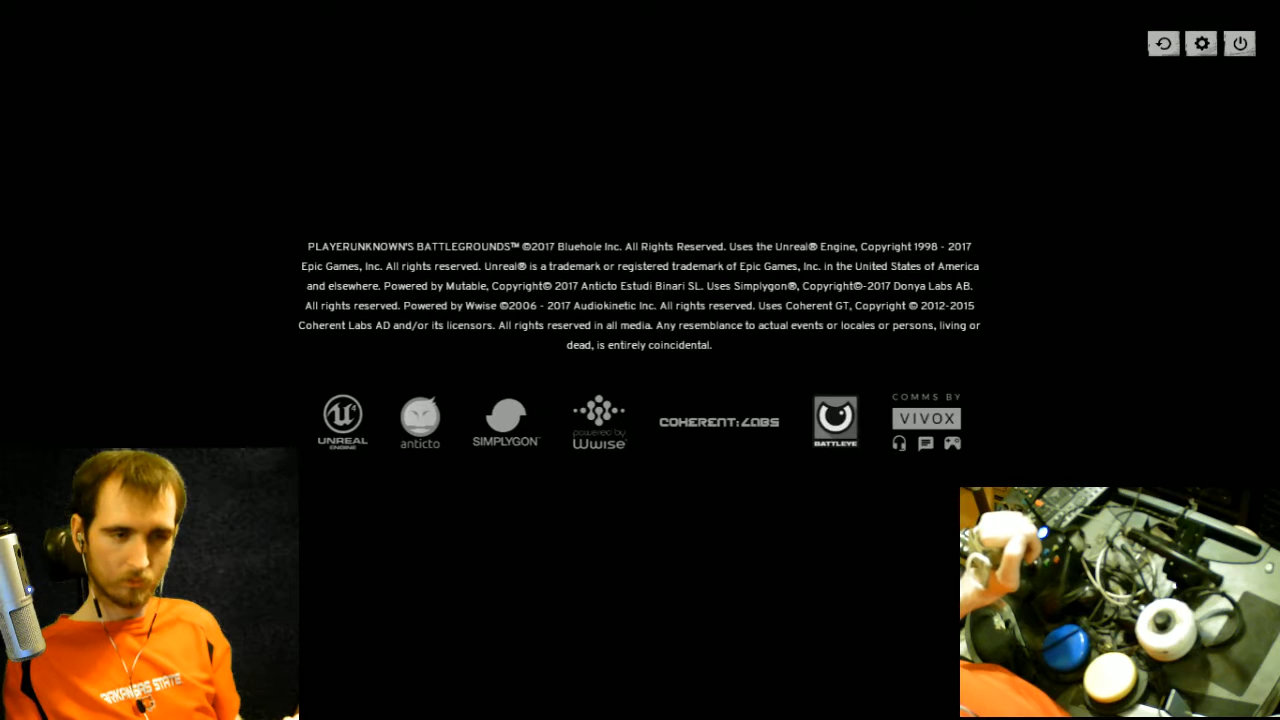 PLAYERUNKNOWN'S BATTLEGROUNDS™ ©2017 Bluehole Inc. All Rights Reserved. Uses the Unreal® Engine, Copyright 1998 - 2017
Epic Games, Inc. All rights reserved. Unreal® is a trademark or registered trademark of Epic Games, Inc. in the United States of America
and elsewhere. Powered by Mutable, Copyright© 2017 Anticto Estudi Binari SL. Uses Simplygon®, Copyright©-2017 Donya Labs AB.
All rights reserved. Powered by Wwise ©2006 - 2017 Audiokinetic Inc. All rights reserved. Uses Coherent GT, Copyright © 2012-2015
Coherent Labs AD and/or its licensors. All rights reserved in all media. Any resemblance to actual events or locales or persons, living or
dead, is entirely coincidental.
UNREAL
ENGINE
anticto
SIMPLYGON™
powered by
Wwise
COHERENT:LABS
BATTLEYE
COMMS BY
VIVOX
ARKANSAS STATE